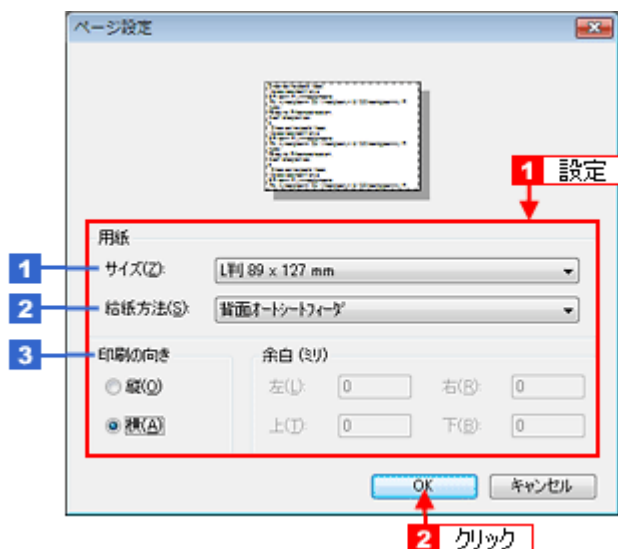 ページ設定
1 設定
用紙
1 サイズ(Z): L判 89 x 127 mm
2 給紙方法(S): 背面オートシートフィーダ
3 印刷の向き 余白 (ミリ)
縦(O) 左(L): 0 右(R): 0
横(A) 上(T): 0 下(B): 0
OK キャンセル
2 クリック